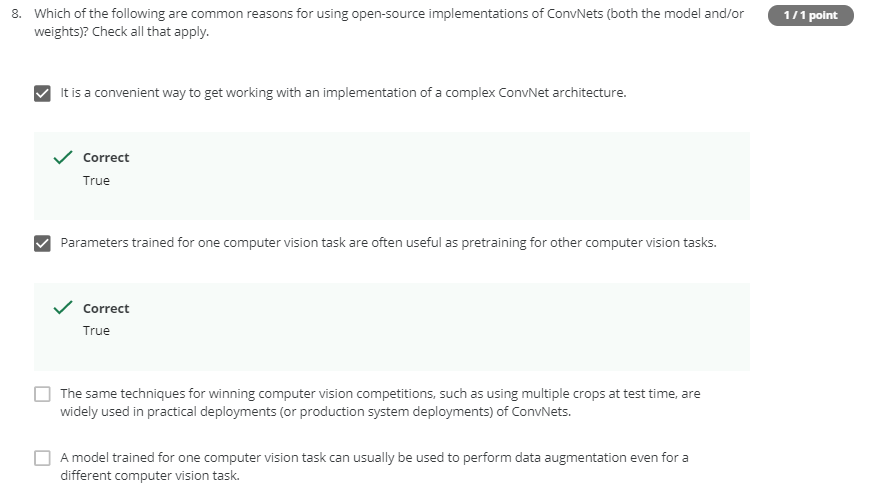 8. Which of the following are common reasons for using open-source implementations of ConvNets (both the model and/or
weights)? Check all that apply.
1 / 1 point
It is a convenient way to get working with an implementation of a complex ConvNet architecture.
Correct
True
Parameters trained for one computer vision task are often useful as pretraining for other computer vision tasks.
Correct
True
The same techniques for winning computer vision competitions, such as using multiple crops at test time, are
widely used in practical deployments (or production system deployments) of ConvNets.
A model trained for one computer vision task can usually be used to perform data augmentation even for a
different computer vision task.